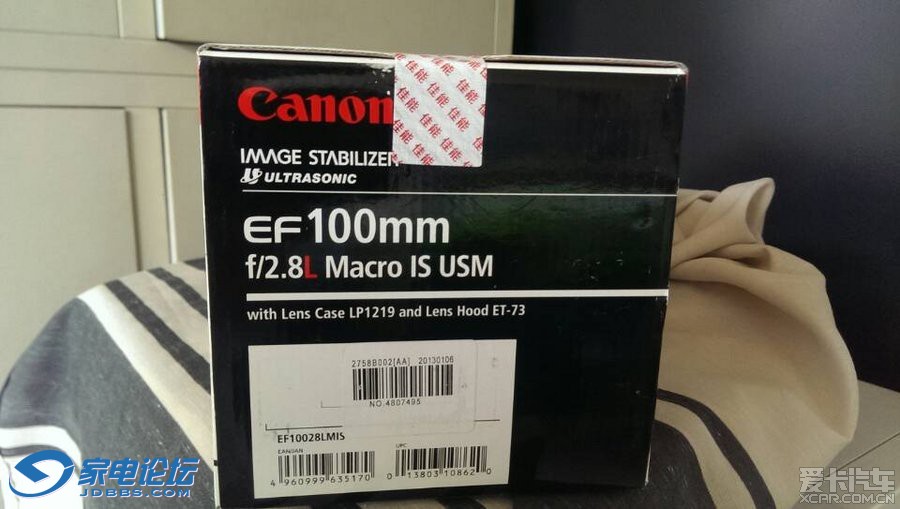 Canon
佳能
IMAGE STABILIZER
ULTRASONIC
EF 100mm
f/2.8L Macro IS USM
with Lens Case LP1219 and Lens Hood ET-73
2758B002[AA] 20130106
NO.4807495
EF10028LMIS
EAN/JAN
UPC
4 960999 635170
0 13803 10862 0
家电论坛
JDBBS.COM
爱卡汽车
XCAR.COM.CN